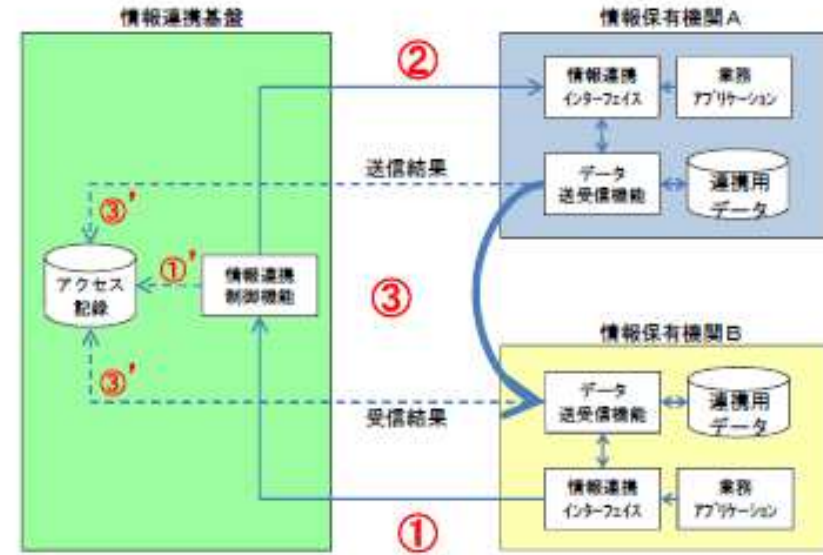 情報連携基盤
情報保有機関A
②
情報連携
インターフェイス
業務
アプリケーション
送信結果
データ
送受信機能
連携用
データ
③'
①'
アクセス
記録
情報連携
制御機能
③
情報保有機関B
③'
データ
送受信機能
連携用
データ
受信結果
情報連携
インターフェイス
業務
アプリケーション
①